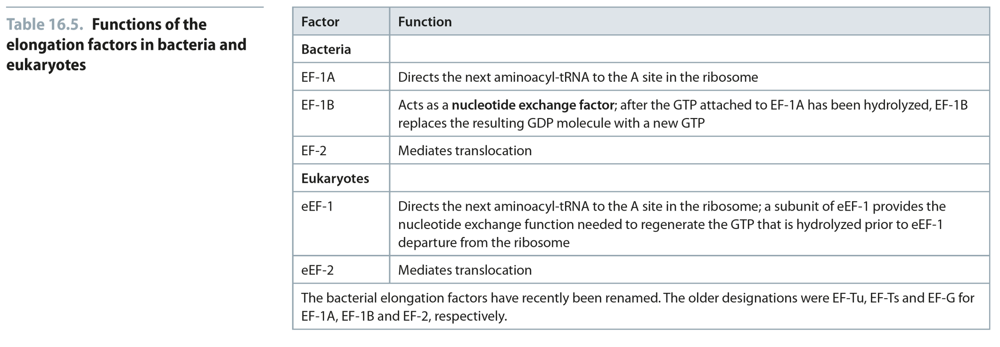 Table 16.5. Functions of the
elongation factors in bacteria and
eukaryotes
Factor Function
Bacteria
EF-1A Directs the next aminoacyl-tRNA to the A site in the ribosome
EF-1B Acts as a nucleotide exchange factor; after the GTP attached to EF-1A has been hydrolyzed, EF-1B
replaces the resulting GDP molecule with a new GTP
EF-2 Mediates translocation
Eukaryotes
eEF-1 Directs the next aminoacyl-tRNA to the A site in the ribosome; a subunit of eEF-1 provides the
nucleotide exchange function needed to regenerate the GTP that is hydrolyzed prior to eEF-1
departure from the ribosome
eEF-2 Mediates translocation
The bacterial elongation factors have recently been renamed. The older designations were EF-Tu, EF-Ts and EF-G for
EF-1A, EF-1B and EF-2, respectively.